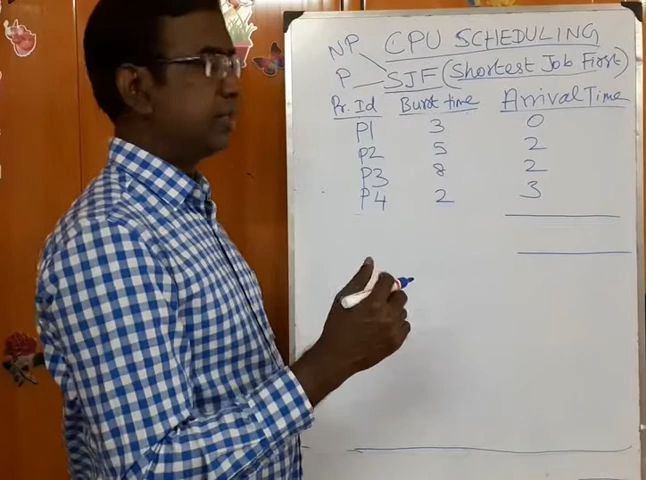 NP CPU SCHEDULING
P SJF (Shortest Job First)
Pr. Id Burst time Arrival Time
P1 3 0
P2 5 2
P3 8 2
P4 2 3